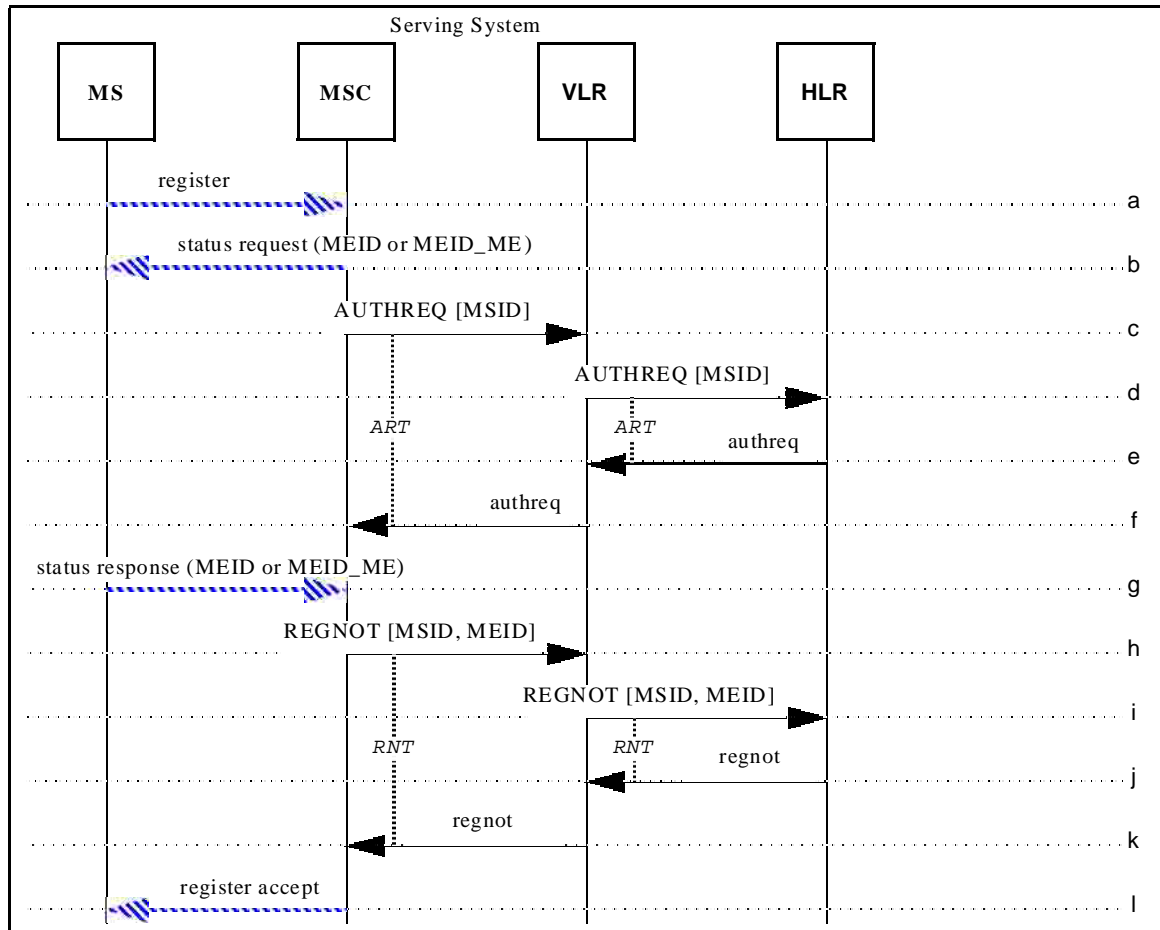 Serving System
MS
MSC
VLR
HLR
register
a
status request (MEID or MEID_ME)
b
AUTHREQ [MSID]
c
AUTHREQ [MSID]
d
ART
ART
authreq
e
authreq
f
status response (MEID or MEID_ME)
g
REGNOT [MSID, MEID]
h
REGNOT [MSID, MEID]
i
RNT
RNT
regnot
j
regnot
k
register accept
l